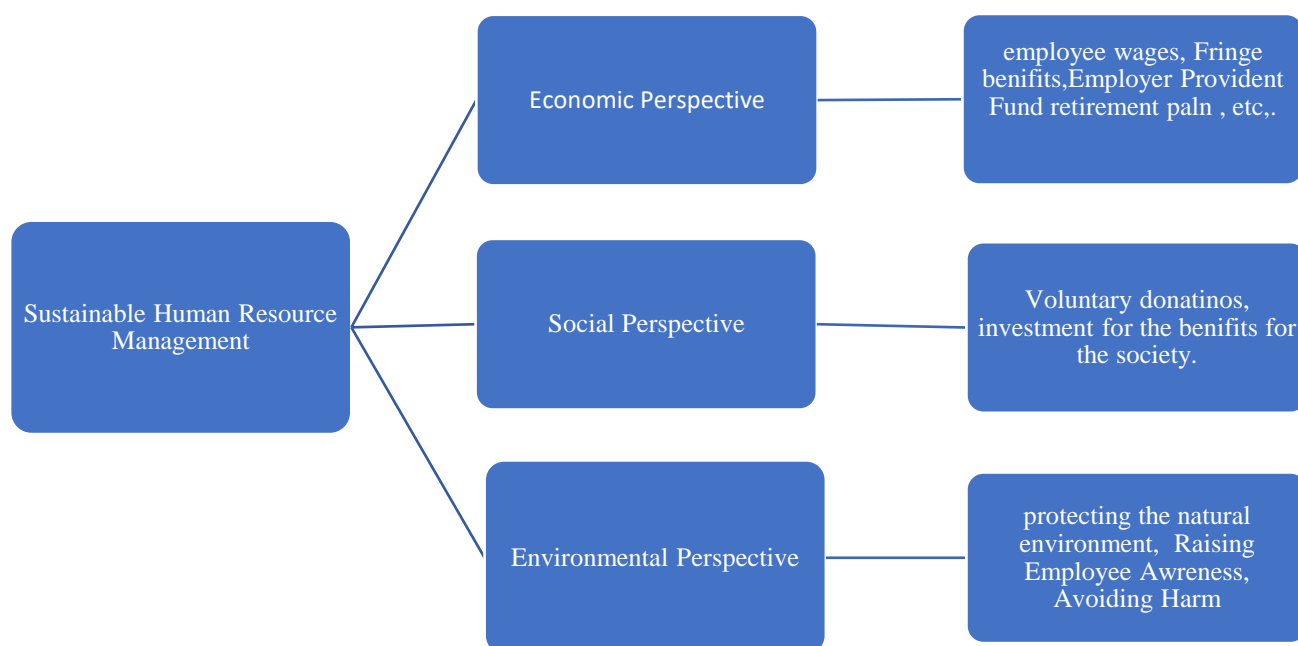 Sustainable Human Resource
Management
Economic Perspective
employee wages, Fringe
benifits,Employer Provident
Fund retirement paln , etc,.
Social Perspective
Voluntary donatinos,
investment for the benifits for
the society.
Environmental Perspective
protecting the natural
environment, Raising
Employee Awreness,
Avoiding Harm